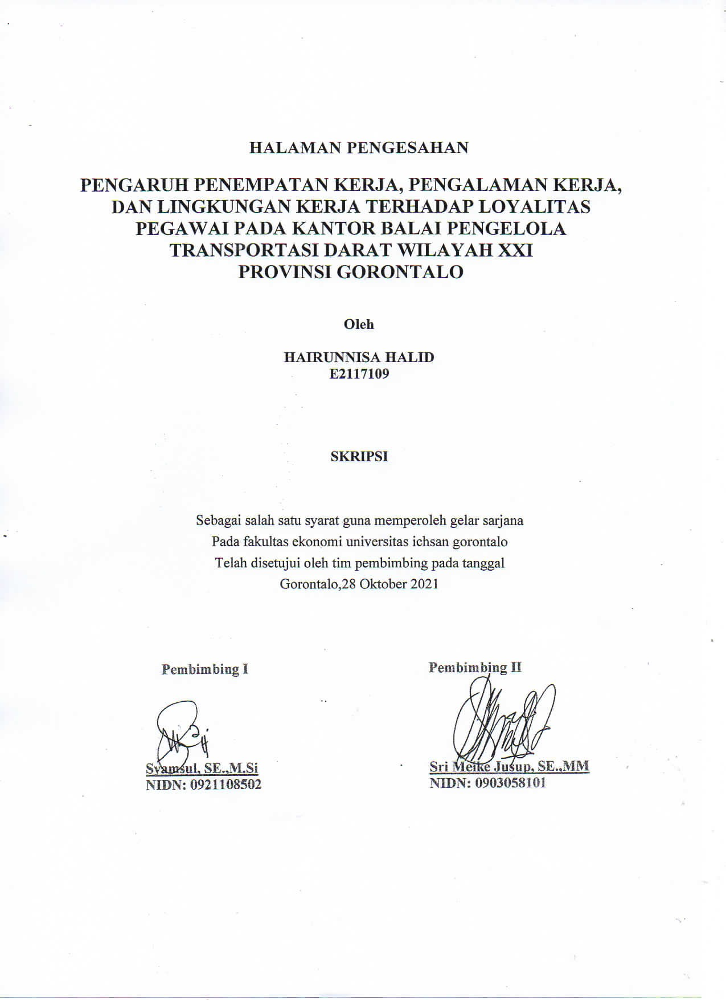 HALAMAN PENGESAHAN
PENGARUH PENEMPATAN KERJA, PENGALAMAN KERJA,
DAN LINGKUNGAN KERJA TERHADAP LOYALITAS
PEGAWAI PADA KANTOR BALAI PENGELOLA
TRANSPORTASI DARAT WILAYAH XXI
PROVINSI GORONTALO
Oleh
HAIRUNNISA HALID
E2117109
SKRIPSI
Sebagai salah satu syarat guna memperoleh gelar sarjana
Pada fakultas ekonomi universitas ichsan gorontalo
Telah disetujui oleh tim pembimbing pada tanggal
Gorontalo,28 Oktober 2021
Pembimbing I
Syamsul, SE.,M.Si
NIDN: 0921108502
Pembimbing II
Sri Meike Jusup, SE.,MM
NIDN: 0903058101